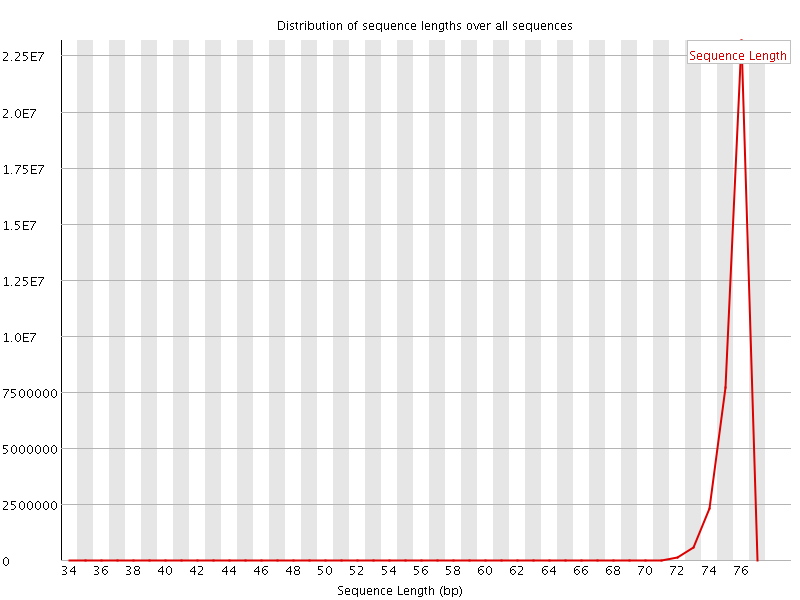 Distribution of sequence lengths over all sequences
2.25E7
Sequence Length
2.0E7
1.75E7
1.5E7
1.25E7
1.0E7
7500000
5000000
2500000
0
34 36 38 40 42 44 46 48 50 52 54 56 58 60 62 64 66 68 70 72 74 76
Sequence Length (bp)